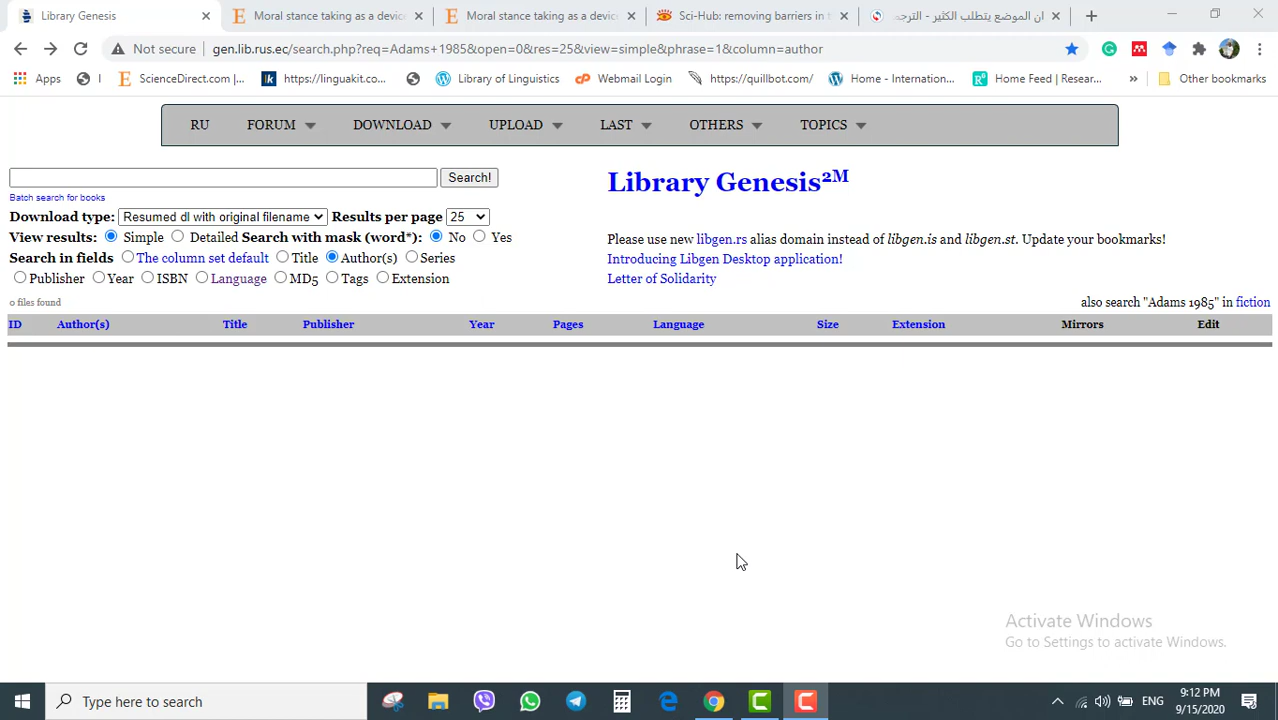 Library Genesis
Moral stance taking as a device
Moral stance taking as a device
Sci-Hub: removing barriers in t
ان الموضع يتطلب الكثير - الترجم
Not secure
gen.lib.rus.ec/search.php?req=Adams+1985&open=0&res=25&view=simple&phrase=1&column=author
Apps
I
ScienceDirect.com |...
https://linguakit.co...
Library of Linguistics
Webmail Login
https://quillbot.com/
Home - Internation...
Home Feed | Resear...
»
Other bookmarks
RU FORUM DOWNLOAD UPLOAD LAST OTHERS TOPICS
Search!
Batch search for books
Download type: Resumed dl with original filename Results per page 25
View results: Simple Detailed Search with mask (word*): No Yes
Search in fields The column set default Title Author(s) Series
Publisher Year ISBN Language MD5 Tags Extension
0 files found
Library Genesis2M
Please use new libgen.rs alias domain instead of libgen.is and libgen.st. Update your bookmarks!
Introducing Libgen Desktop application!
Letter of Solidarity
also search "Adams 1985" in fiction
ID Author(s) Title Publisher Year Pages Language Size Extension Mirrors Edit
Activate Windows
Go to Settings to activate Windows.
Type here to search
ENG
9:12 PM
9/15/2020